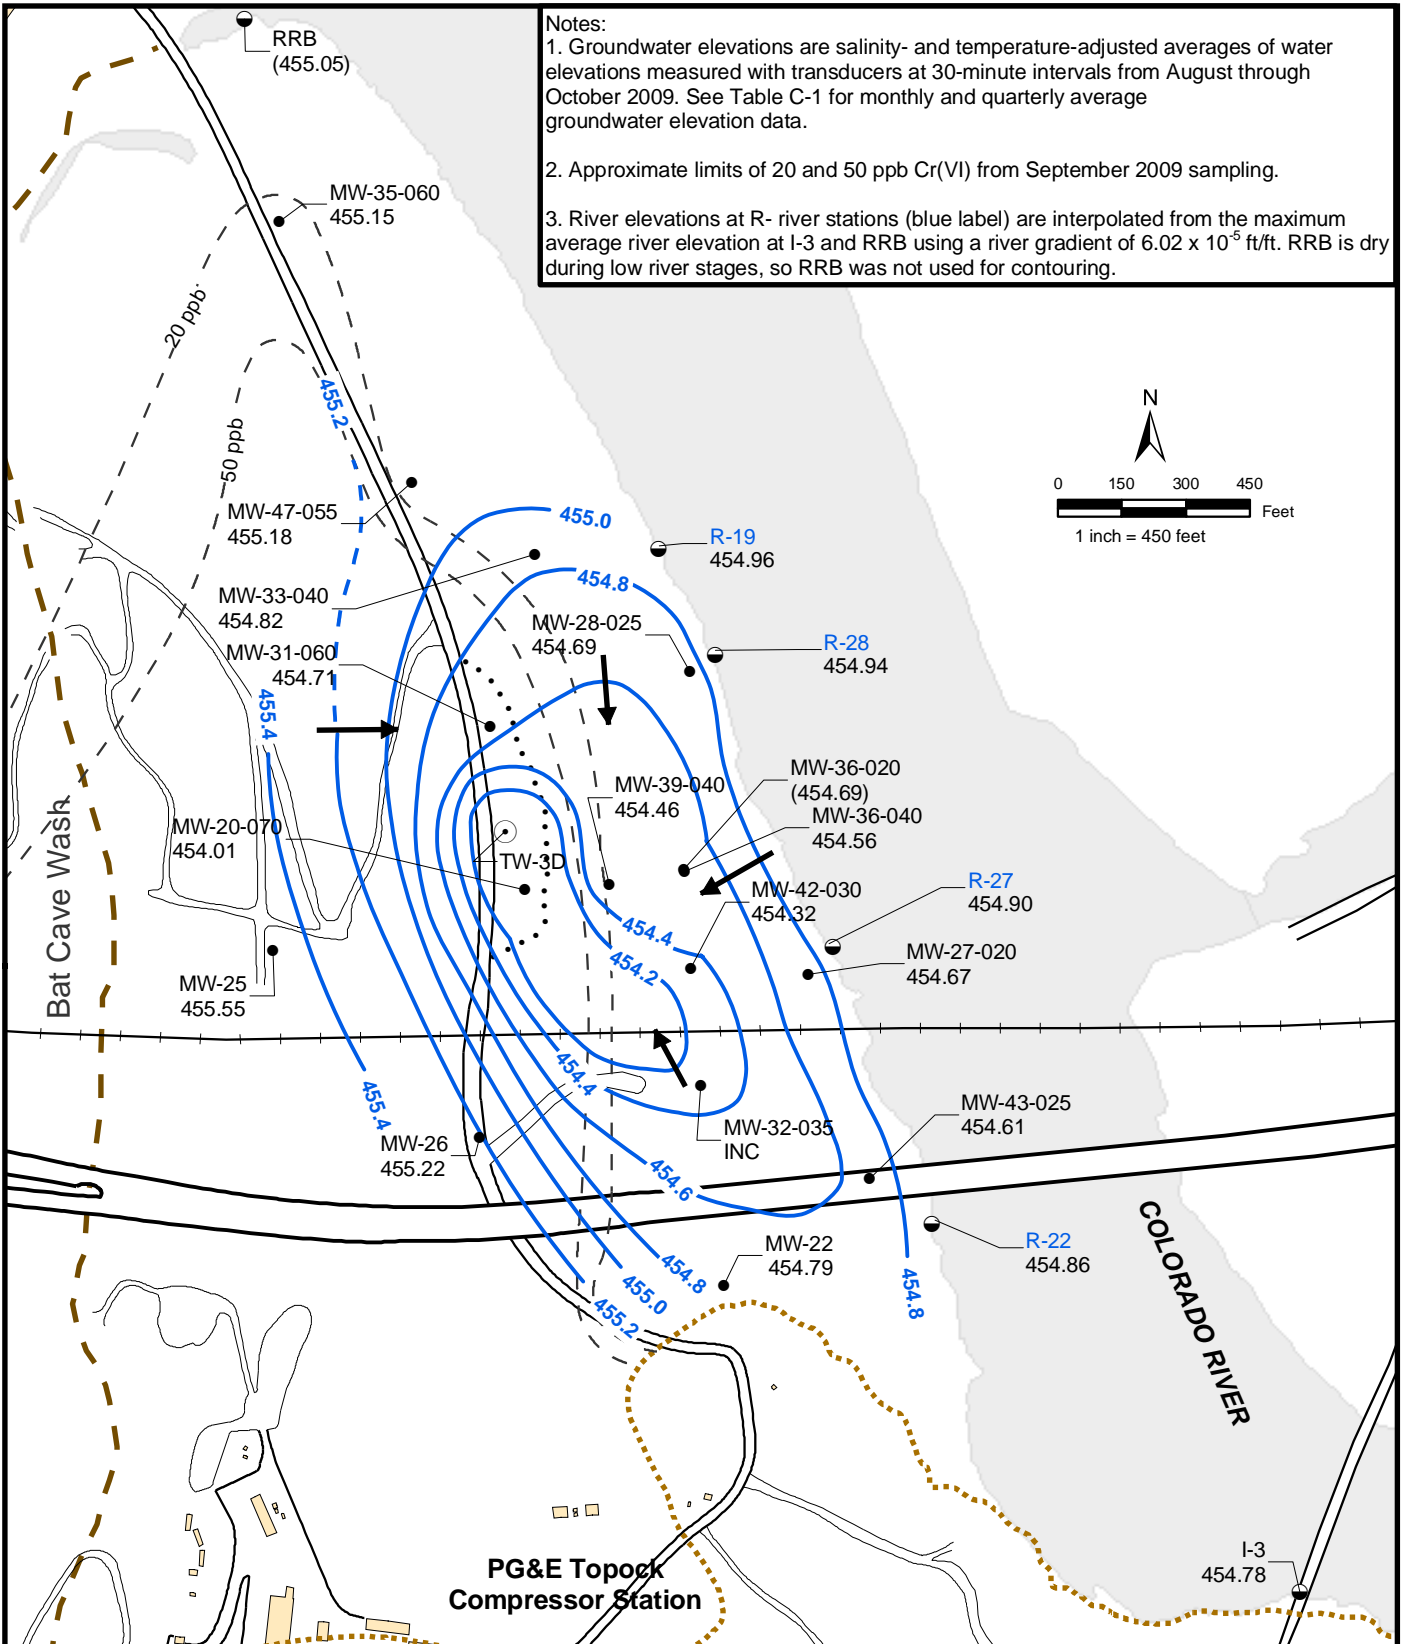 Notes:
1. Groundwater elevations are salinity- and temperature-adjusted averages of water
elevations measured with transducers at 30-minute intervals from August through
October 2009. See Table C-1 for monthly and quarterly average
groundwater elevation data.
2. Approximate limits of 20 and 50 ppb Cr(VI) from September 2009 sampling.
3. River elevations at R- river stations (blue label) are interpolated from the maximum
average river elevation at I-3 and RRB using a river gradient of 6.02 x 10-5 ft/ft. RRB is dry
during low river stages, so RRB was not used for contouring.
RRB
(455.05)
MW-35-060
455.15
20 ppb
455.2
N
50 ppb
0 150 300 450
Feet
1 inch = 450 feet
MW-47-055
455.18
455.0
R-19
454.96
454.8
MW-33-040
454.82
MW-28-025
454.69
R-28
454.94
MW-31-060
454.71
455.4
MW-39-040
454.46
MW-36-020
(454.69)
MW-36-040
454.56
MW-20-070
454.01
TW-3D
MW-42-030
454.32
R-27
454.90
454.4
454.2
MW-27-020
454.67
Bat Cave Wash
MW-25
455.55
454.4
455.4
MW-43-025
454.61
MW-32-035
INC
MW-26
455.22
454.6
MW-22
454.79
R-22
454.86
454.8
455.0
455.2
454.8
COLORADO RIVER
I-3
454.78
PG&E Topock
Compressor Station